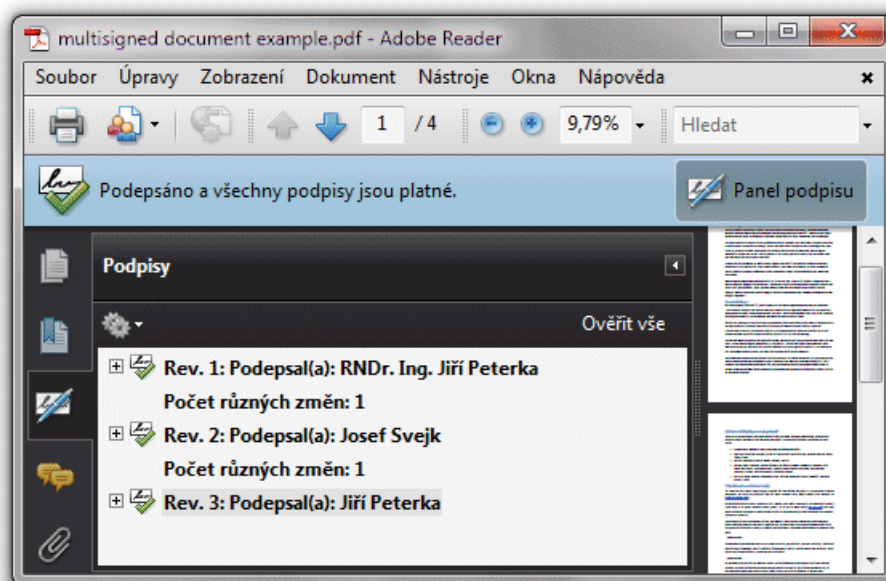 multisigned document example.pdf - Adobe Reader
Soubor Úpravy Zobrazení Dokument Nástroje Okna Nápověda
1 / 4 9,79% Hledat
Podepsáno a všechny podpisy jsou platné. Panel podpisu
Podpisy
Ověřit vše
Rev. 1: Podepsal(a): RNDr. Ing. Jiří Peterka
Počet různých změn: 1
Rev. 2: Podepsal(a): Josef Svejk
Počet různých změn: 1
Rev. 3: Podepsal(a): Jiří Peterka